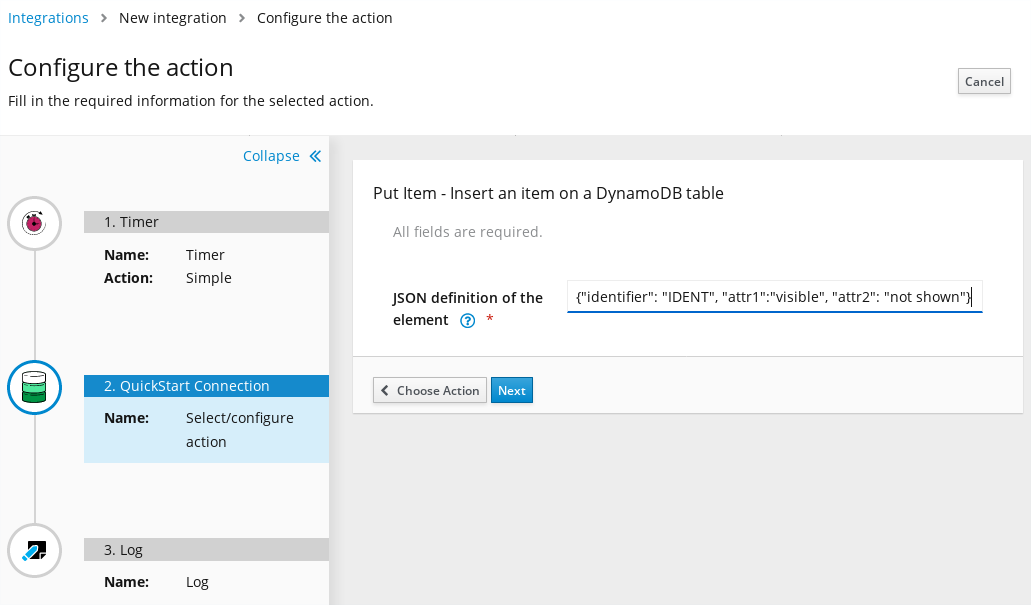 Integrations > New integration > Configure the action
Configure the action
Cancel
Fill in the required information for the selected action.
Collapse
1. Timer
Name: Timer
Action: Simple
2. QuickStart Connection
Name: Select/configure
action
3. Log
Name: Log
Put Item - Insert an item on a DynamoDB table
All fields are required.
JSON definition of the
element ? *
{"identifier": "IDENT", "attr1":"visible", "attr2": "not shown"}
< Choose Action
Next